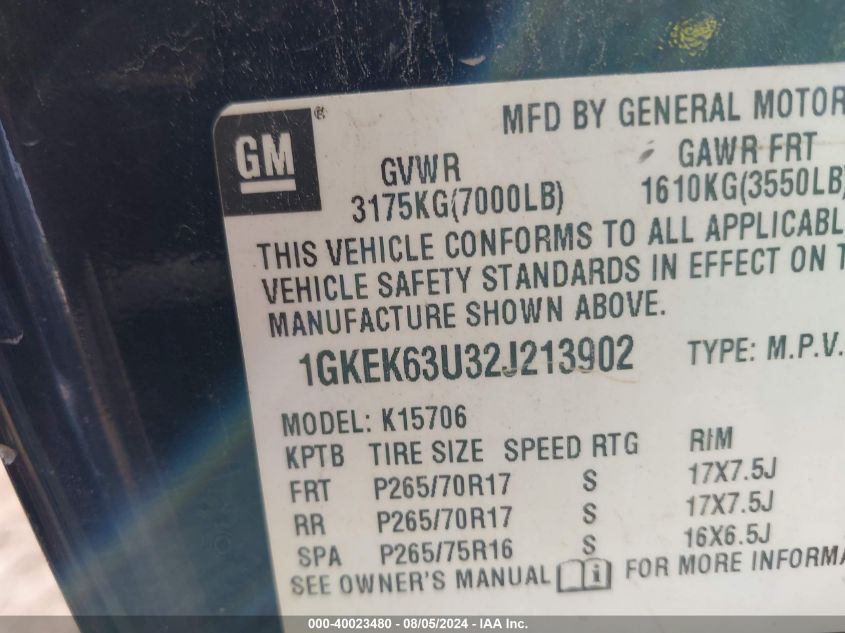 GM ®
MFD BY GENERAL MOTOR
GVWR GAWR FRT
3175KG(7000LB) 1610KG(3550LB)
THIS VEHICLE CONFORMS TO ALL APPLICABL
VEHICLE SAFETY STANDARDS IN EFFECT ON T
MANUFACTURE SHOWN ABOVE.
1GKEK63U32J213902 TYPE: M.P.V.
MODEL: K15706
KPTB TIRE SIZE SPEED RTG RIM
FRT P265/70R17 S 17X7.5J
RR P265/70R17 S 17X7.5J
SPA P265/75R16 S 16X6.5J
SEE OWNER'S MANUAL i FOR MORE INFORMA
000-40023480 - 08/05/2024 - IAA Inc.